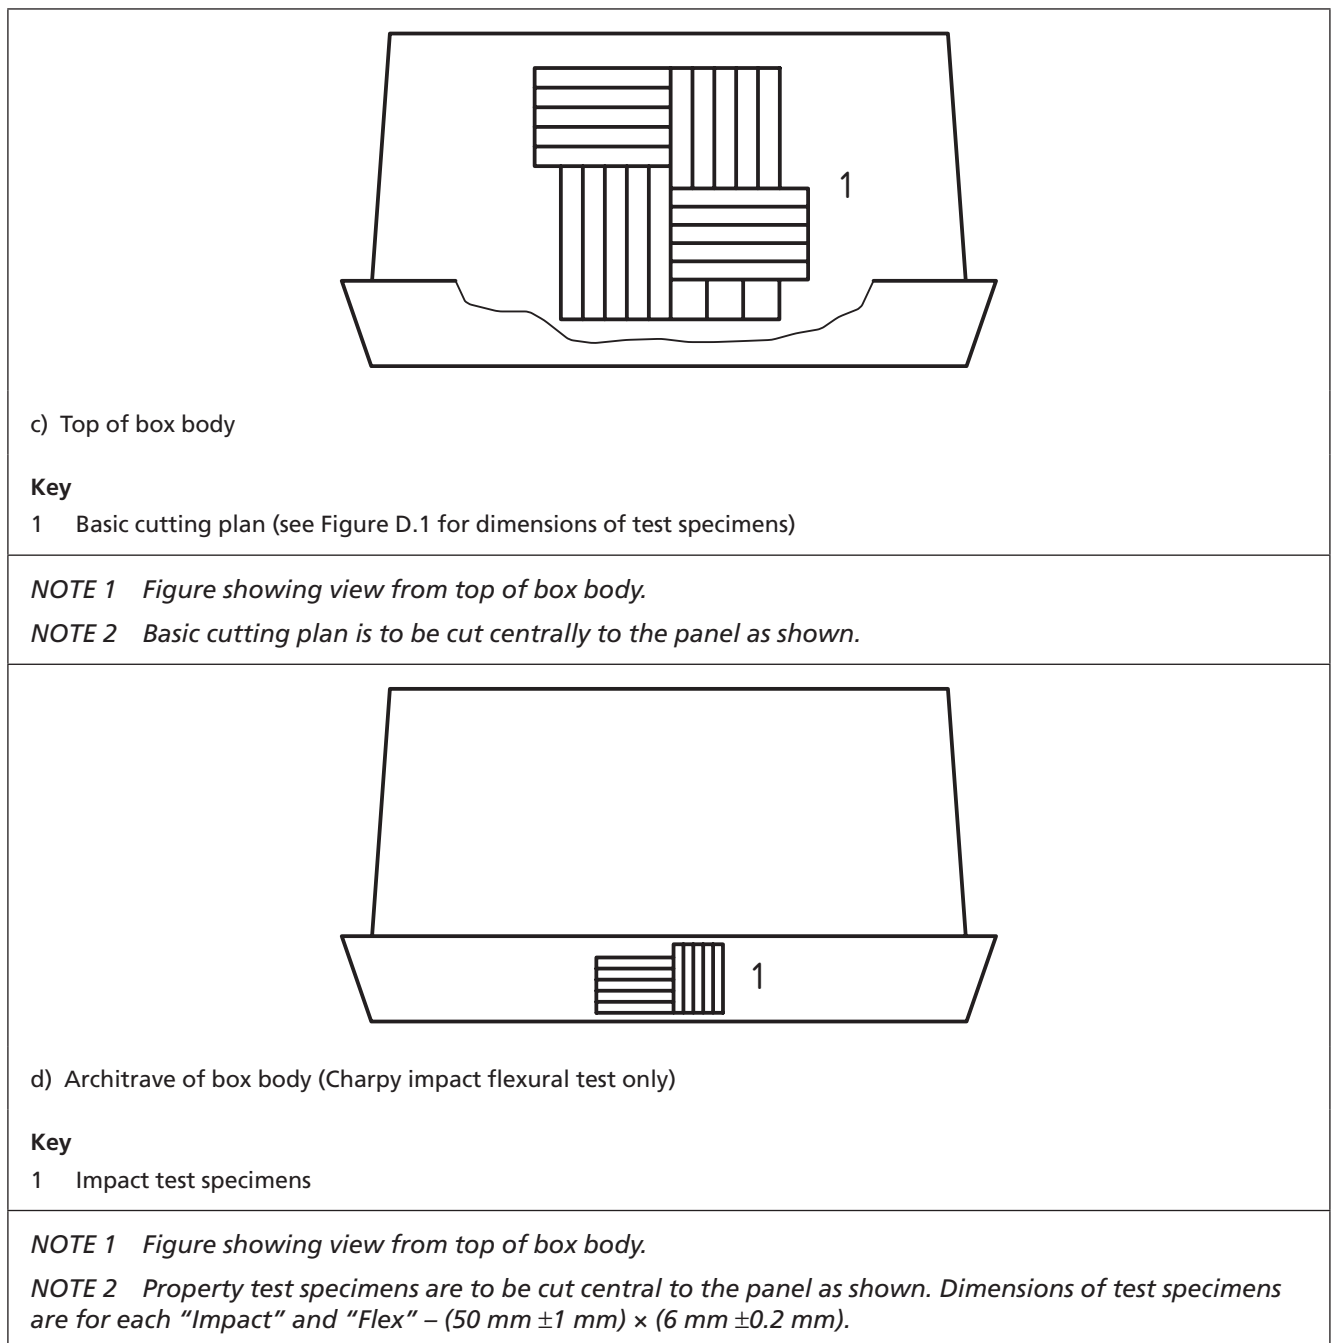 1
c) Top of box body
Key
1 Basic cutting plan (see Figure D.1 for dimensions of test specimens)
NOTE 1 Figure showing view from top of box body.
NOTE 2 Basic cutting plan is to be cut centrally to the panel as shown.
1
d) Architrave of box body (Charpy impact flexural test only)
Key
1 Impact test specimens
NOTE 1 Figure showing view from top of box body.
NOTE 2 Property test specimens are to be cut central to the panel as shown. Dimensions of test specimens
are for each “Impact” and “Flex” – (50 mm ±1 mm) × (6 mm ±0.2 mm).